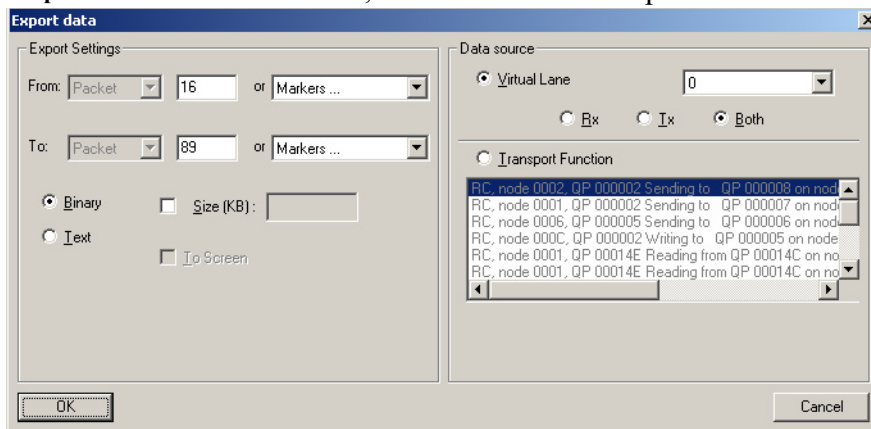 Export data
Export Settings
From: Packet 16 or Markers ...
To: Packet 89 or Markers ...
Binary
Size (KB) :
Text
To Screen
Data source
Virtual Lane 0
Rx Tx Both
Transport Function
RC, node 0002, QP 000002 Sending to QP 000008 on node
RC, node 0001, QP 000002 Sending to QP 000007 on node
RC, node 0006, QP 000005 Sending to QP 000006 on node
RC, node 000C, QP 000002 Writing to QP 000005 on node
RC, node 0001, QP 00014E Reading from QP 00014C on no
RC, node 0001, QP 00014E Reading from QP 00014C on no
OK Cancel